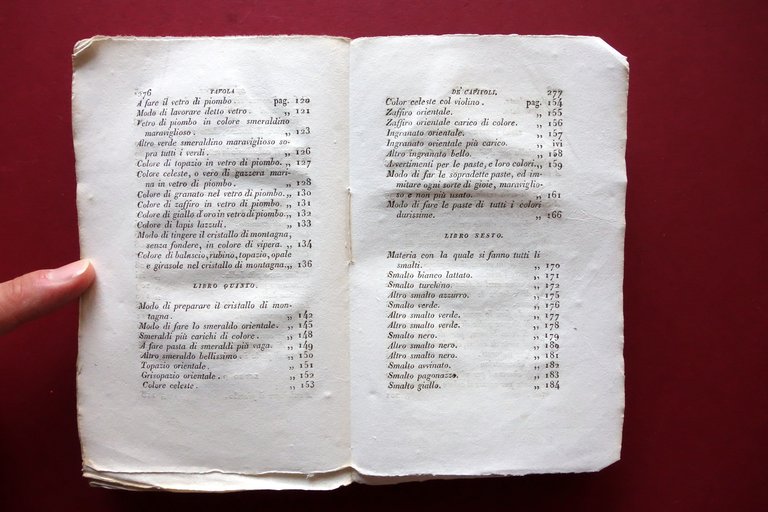 276 TAVOLA
A fare il vetro di piombo. pag. 120
Modo di lavorare detto vetro. ,, 121
Vetro di piombo in colore smeraldino
maraviglioso. ,, 123
Altro verde smeraldino maraviglioso so-
pra tutti i verdi. ,, 126
Colore di topazio in vetro di piombo. ,, 127
Colore celeste, o vero di gazzera mari-
na in vetro di piombo. ,, 128
Colore di granato nel vetro di piombo. ,, 130
Colore di zaffiro in vetro di piombo. ,, 131
Colore di giallo d'oro in vetro di piombo. ,, 132
Colore di lapis lazzuli. ,, 133
Modo di tingere il cristallo di montagna,
senza fondere, in colore di vipera. ,, 134
Colore di balascio, rubino, topazio, opale
e girasole nel cristallo di montagna. ,, 136
LIBRO QUINTO.
Modo di preparare il cristallo di mon-
tagna. ,, 142
Modo di fare lo smeraldo orientale. ,, 145
Smeraldi più carichi di colore. ,, 148
A fare pasta di smeraldi più vaga. ,, 149
Altro smeraldo bellissimo. ,, 150
Topazio orientale. ,, 151
Grisopazio orientale. ,, 152
Colore celeste. ,, 153
DE' CAPITOLI. 277
Color celeste col violino. pag. 154
Zaffiro orientale. ,, 155
Zaffiro orientale carico di colore. ,, 156
Ingranato orientale. ,, 157
Ingranato orientale più carico. ,, ivi
Altro ingranato bello. ,, 158
Avvertimenti per le paste, e loro colori. ,, 159
Modo di far le sopradette paste, ed im-
mitare ogni sorte di gioie, maraviglio-
so e non più usato. ,, 161
Modo di fare le paste di tutti i colori
durissime. ,, 166
LIBRO SESTO.
Materia con la quale si fanno tutti li
smalti. ,, 170
Smalto bianco lattato. ,, 171
Smalto turchino. ,, 172
Altro smalto azzurro. ,, 175
Smalto verde. ,, 176
Altro smalto verde. ,, 177
Altro smalto verde. ,, 178
Smalto nero. ,, 179
Altro smalto nero. ,, 180
Altro smalto nero. ,, 181
Smalto avvinato. ,, 182
Smalto pagonazzo. ,, 183
Smalto giallo. ,, 184